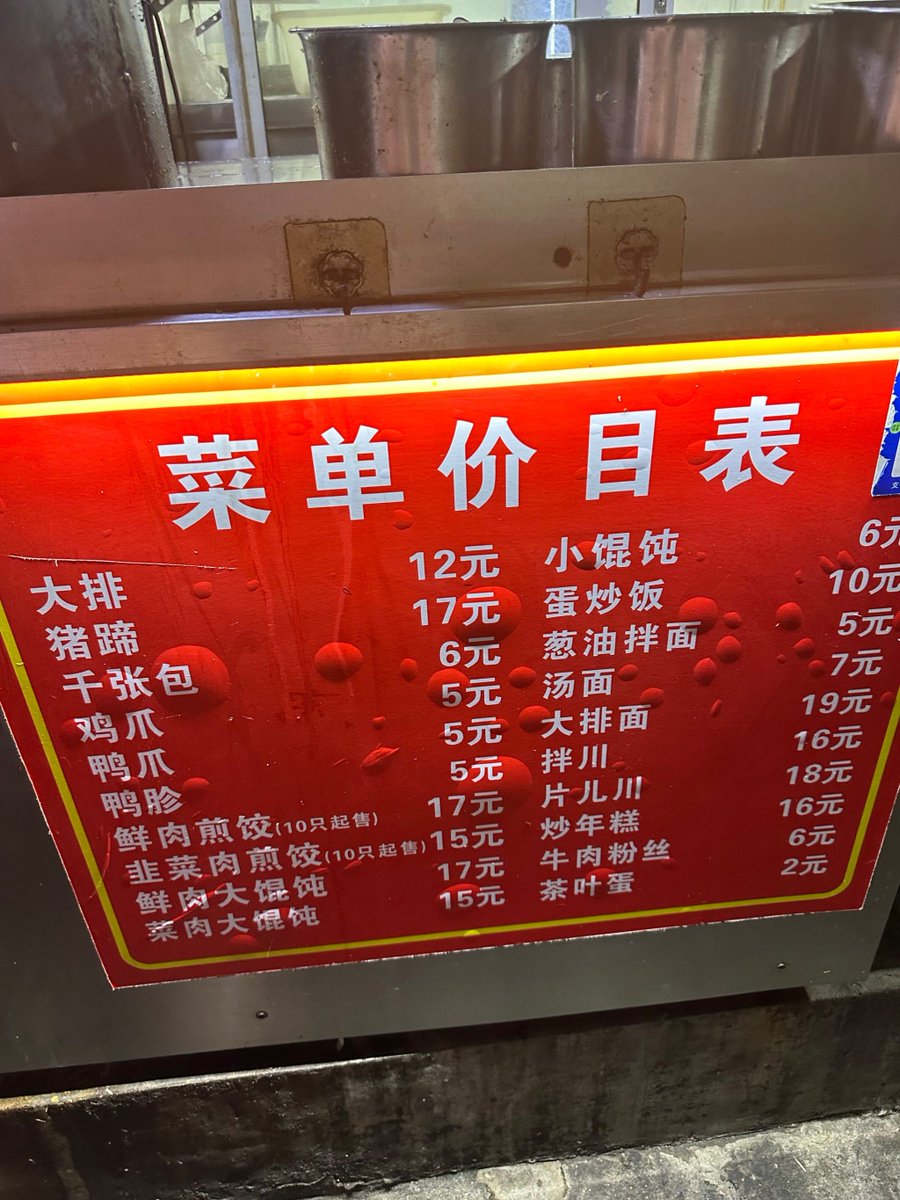 菜单价目表
大排 12元 小馄饨 6元
猪蹄 17元 蛋炒饭 10元
千张包 6元 葱油拌面 5元
鸡爪 5元 汤面 7元
鸭爪 5元 大排面 19元
鸭胗 5元 拌川 16元
鲜肉煎饺(10只起售) 17元 片儿川 18元
韭菜肉煎饺(10只起售) 15元 炒年糕 16元
鲜肉大馄饨 17元 牛肉粉丝 6元
菜肉大馄饨 15元 茶叶蛋 2元